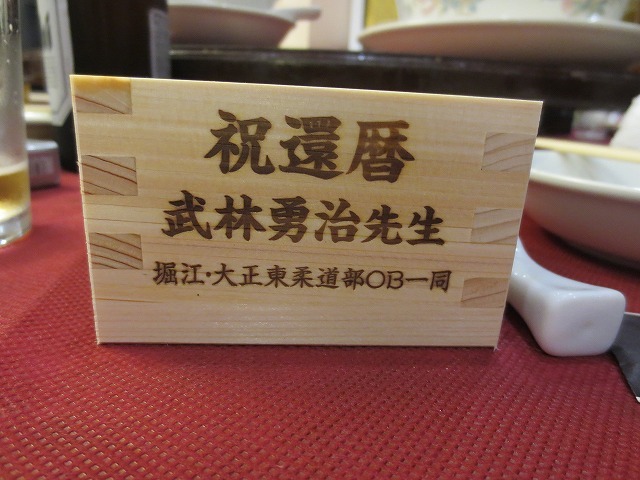 祝還暦
武林勇治先生
堀江・大正東柔道部OB一同